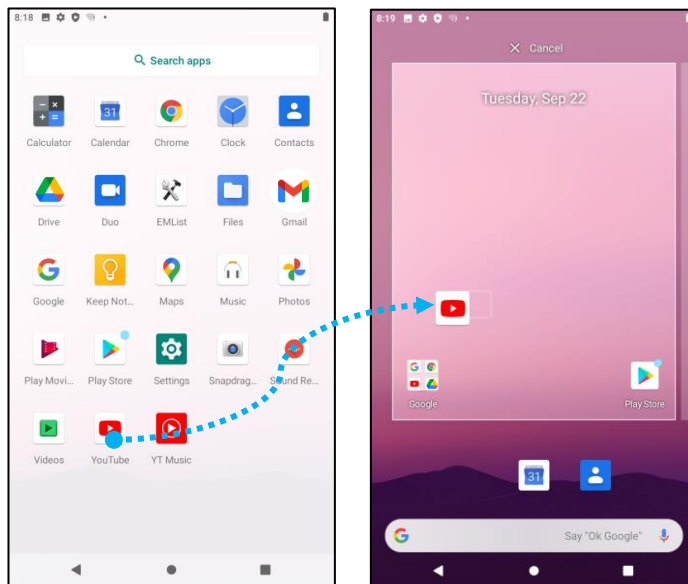 8:18
Search apps
Calculator Calendar Chrome Clock Contacts
31
Drive Duo EMList Files Gmail
Google Keep Not... Maps Music Photos
Play Movi... Play Store Settings Snapdrag... Sound Re...
Videos YouTube YT Music
8:19
Cancel
Tuesday, Sep 22
Google Play Store
31
Say "Ok Google"